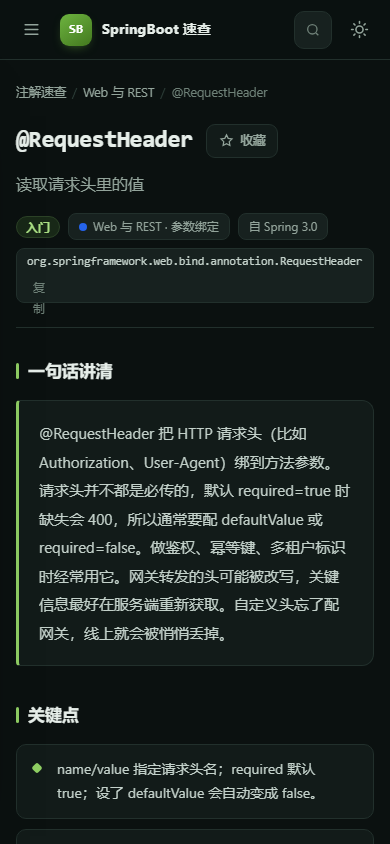 SB SpringBoot 速查
注解速查 / Web 与 REST / @RequestHeader
@RequestHeader 收藏
读取请求头里的值
入门 Web 与 REST · 参数绑定 自 Spring 3.0
org.springframework.web.bind.annotation.RequestHeader
复
制
一句话讲清
@RequestHeader 把 HTTP 请求头（比如
Authorization、User-Agent）绑到方法参数。
请求头并不都是必传的，默认 required=true 时
缺失会 400，所以通常要配 defaultValue 或
required=false。做鉴权、幂等键、多租户标识
时经常用它。网关转发的头可能被改写，关键
信息最好在服务端重新获取。自定义头忘了配
网关，线上就会被悄悄丢掉。
关键点
name/value 指定请求头名；required 默认
true；设了 defaultValue 会自动变成 false。